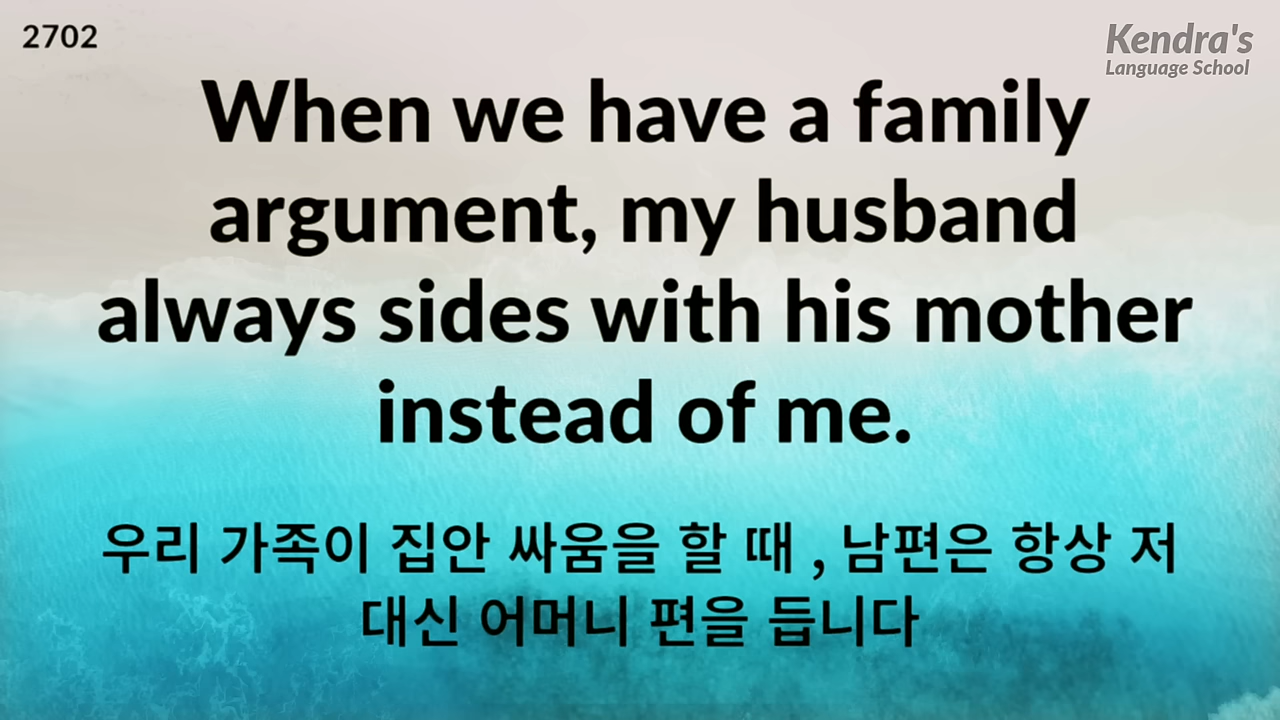 2702
Kendra's
Language School
When we have a family
argument, my husband
always sides with his mother
instead of me.
우리 가족이 집안 싸움을 할 때 , 남편은 항상 저
대신 어머니 편을 듭니다